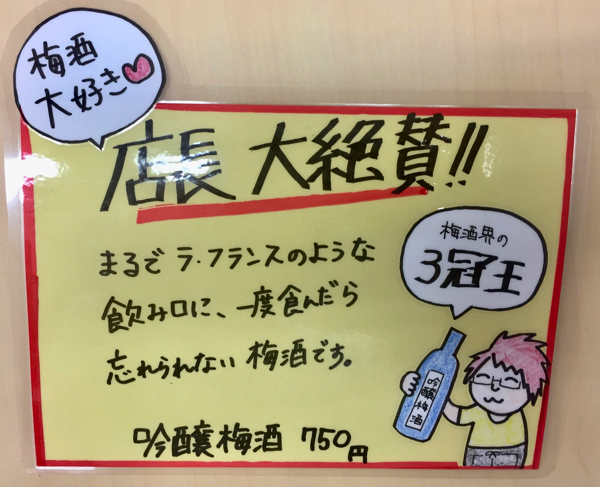 梅酒
大好き
店長 大絶賛!!
梅酒界の
3冠王
まるで ラ・フランスのような
飲み口に、一度飲んだら
忘れられない 梅酒です。
吟醸梅酒
吟醸梅酒 750円